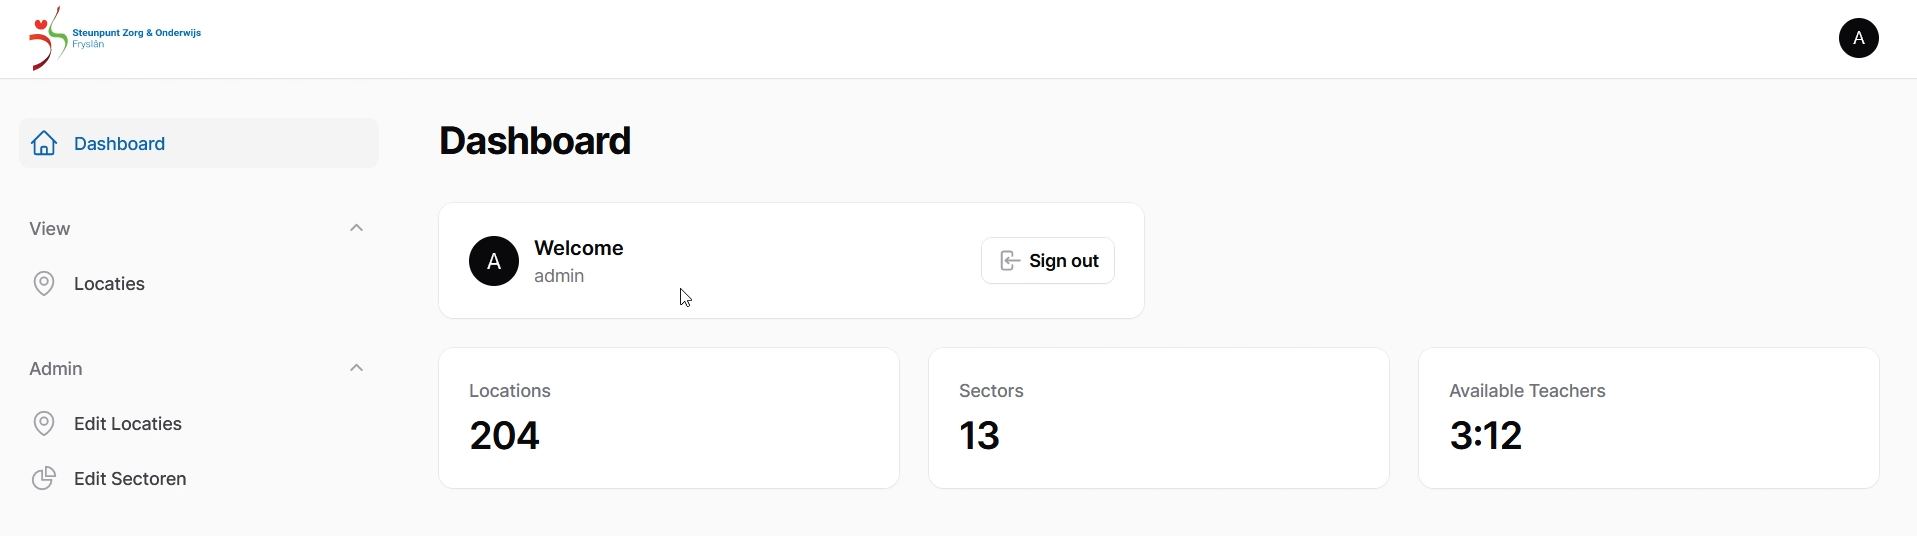 Steunpunt Zorg & Onderwijs
Fryslân
A
Dashboard
View
Locaties
Admin
Edit Locaties
Edit Sectoren
Dashboard
A
Welcome
admin
Sign out
Locations
204
Sectors
13
Available Teachers
3:12